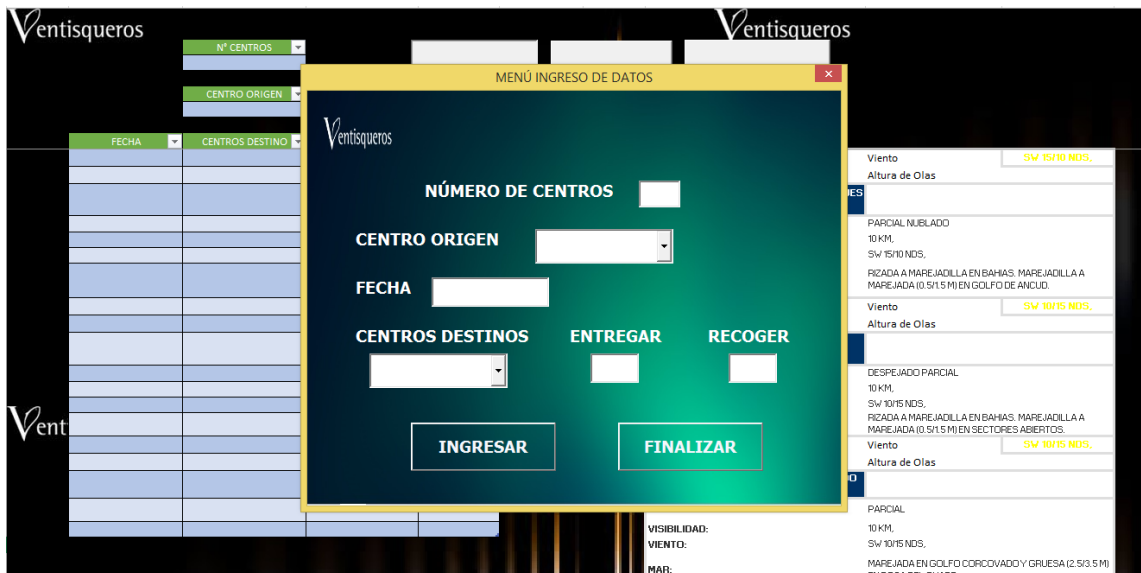 Ventisqueros
Ventisqueros
N° CENTROS
CENTRO ORIGEN
FECHA
CENTROS DESTINO
MENÚ INGRESO DE DATOS
Ventisqueros
NÚMERO DE CENTROS
CENTRO ORIGEN
FECHA
CENTROS DESTINOS
ENTREGAR
RECOGER
INGRESAR
FINALIZAR
Vent
Viento
SW 15/10 NDS.
Altura de Olas
ES
PARCIAL NUBLADO
10 KM,
SW 15/10 NDS,
RIZADA A MAREJADILLA EN BAHIAS. MAREJADILLA A
MAREJADA (0.5/1.5 M) EN GOLFO DE ANCUD.
Viento
SW 10/15 NDS.
Altura de Olas
DESPEJADO PARCIAL
10 KM,
SW 10/15 NDS,
RIZADA A MAREJADILLA EN BAHIAS. MAREJADILLA A
MAREJADA (0.5/1.5 M) EN SECTORES ABIERTOS.
Viento
SW 10/15 NDS.
Altura de Olas
O
PARCIAL
VISIBILIDAD:
10 KM,
VIENTO:
SW 10/15 NDS,
MAR:
MAREJADA EN GOLFO CORCOVADO Y GRUESA (2.5/3.5 M)